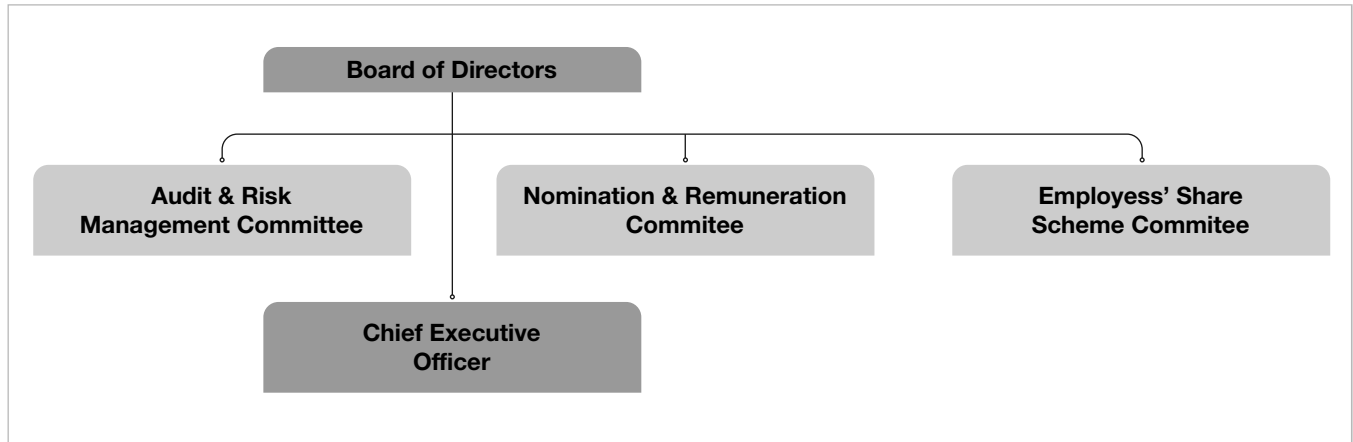 Board of Directors
Audit & Risk
Management Committee
Nomination & Remuneration
Commitee
Employess’ Share
Scheme Commitee
Chief Executive
Officer